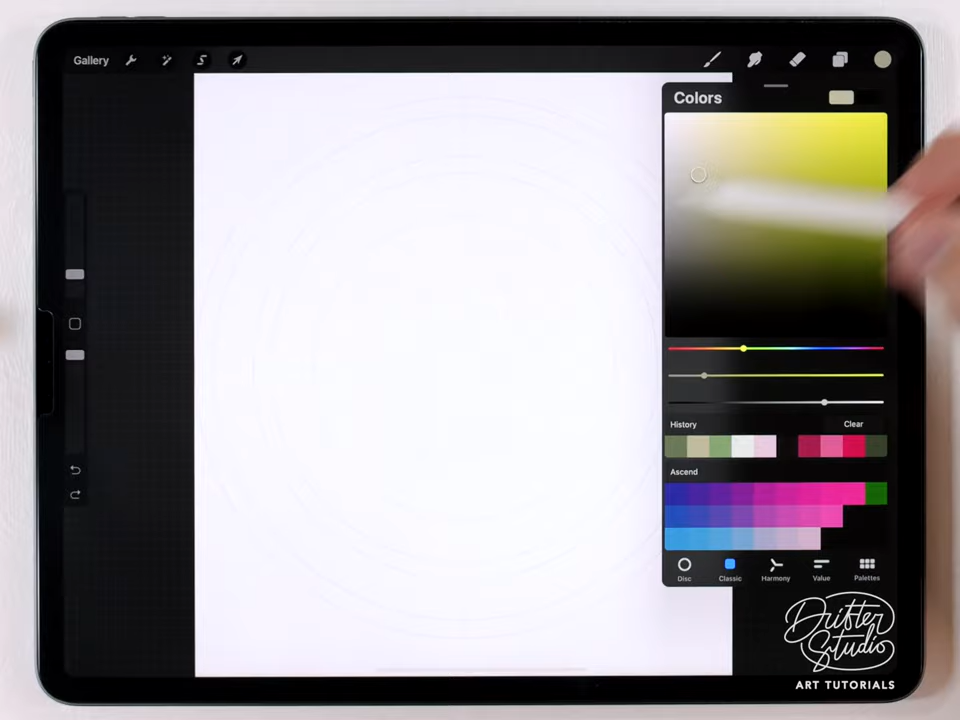 Gallery
Colors
History
Clear
Ascend
Disc
Classic
Harmony
Value
Palettes
Drifter
Studio
ART TUTORIALS